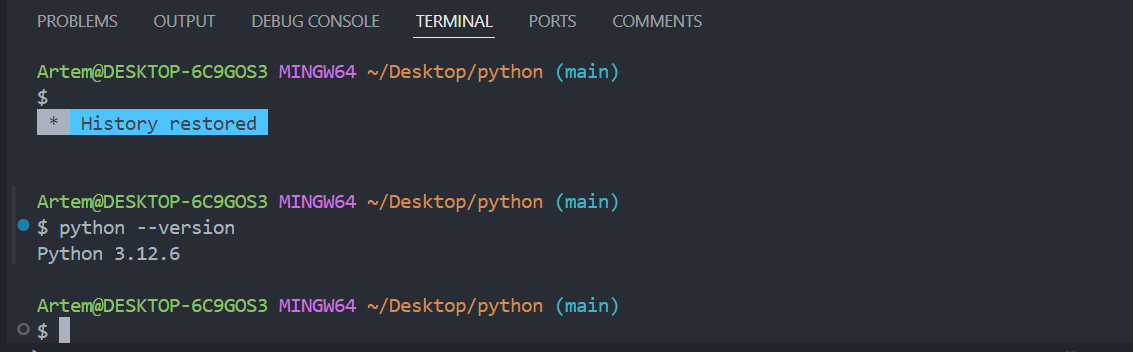 PROBLEMS OUTPUT DEBUG CONSOLE TERMINAL PORTS COMMENTS
Artem@DESKTOP-6C9GOS3 MINGW64 ~/Desktop/python (main)
$
* History restored
Artem@DESKTOP-6C9GOS3 MINGW64 ~/Desktop/python (main)
$ python --version
Python 3.12.6
Artem@DESKTOP-6C9GOS3 MINGW64 ~/Desktop/python (main)
$